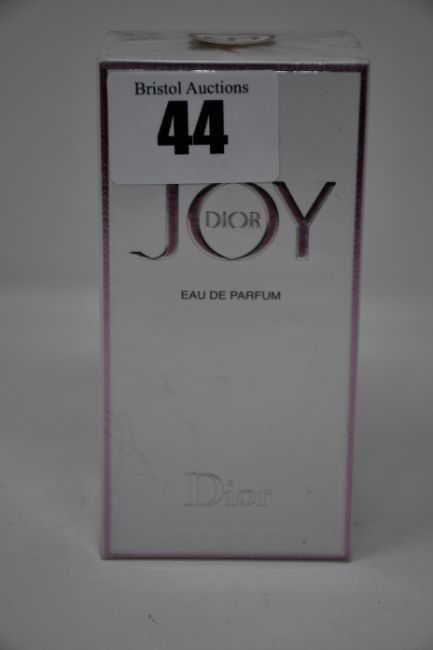 Bristol Auctions
44
JOY
DIOR
EAU DE PARFUM
Dior